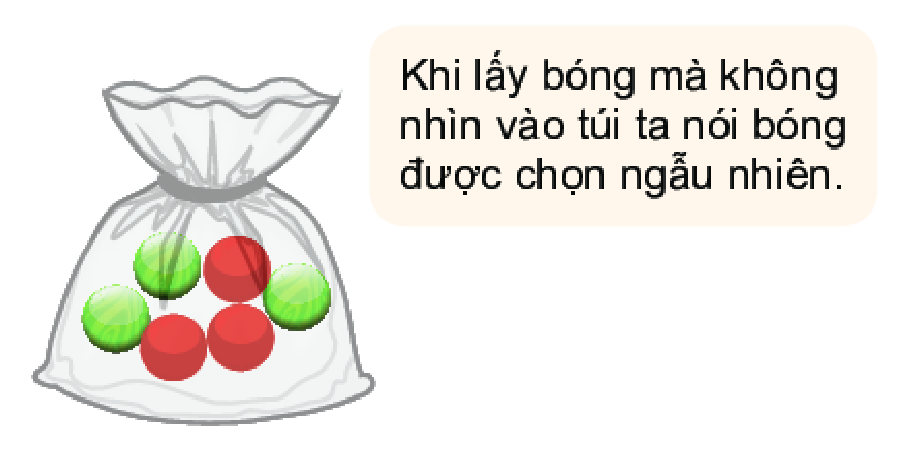 Khi lấy bóng mà không
nhìn vào túi ta nói bóng
được chọn ngẫu nhiên.